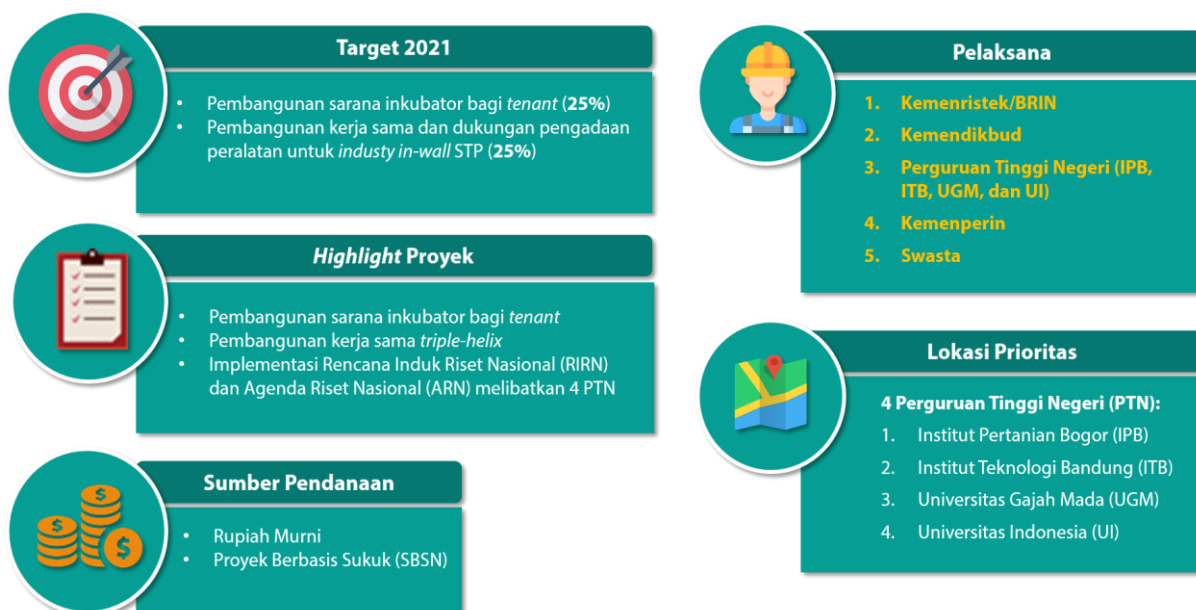 Target 2021
• Pembangunan sarana inkubator bagi tenant (25%)
• Pembangunan kerja sama dan dukungan pengadaan
peralatan untuk industy in-wall STP (25%)
Highlight Proyek
• Pembangunan sarana inkubator bagi tenant
• Pembangunan kerja sama triple-helix
• Implementasi Rencana Induk Riset Nasional (RIRN)
dan Agenda Riset Nasional (ARN) melibatkan 4 PTN
Sumber Pendanaan
• Rupiah Murni
• Proyek Berbasis Sukuk (SBSN)
Pelaksana
1. Kemenristek/BRIN
2. Kemendikbud
3. Perguruan Tinggi Negeri (IPB,
ITB, UGM, dan UI)
4. Kemenperin
5. Swasta
Lokasi Prioritas
4 Perguruan Tinggi Negeri (PTN):
1. Institut Pertanian Bogor (IPB)
2. Institut Teknologi Bandung (ITB)
3. Universitas Gajah Mada (UGM)
4. Universitas Indonesia (UI)